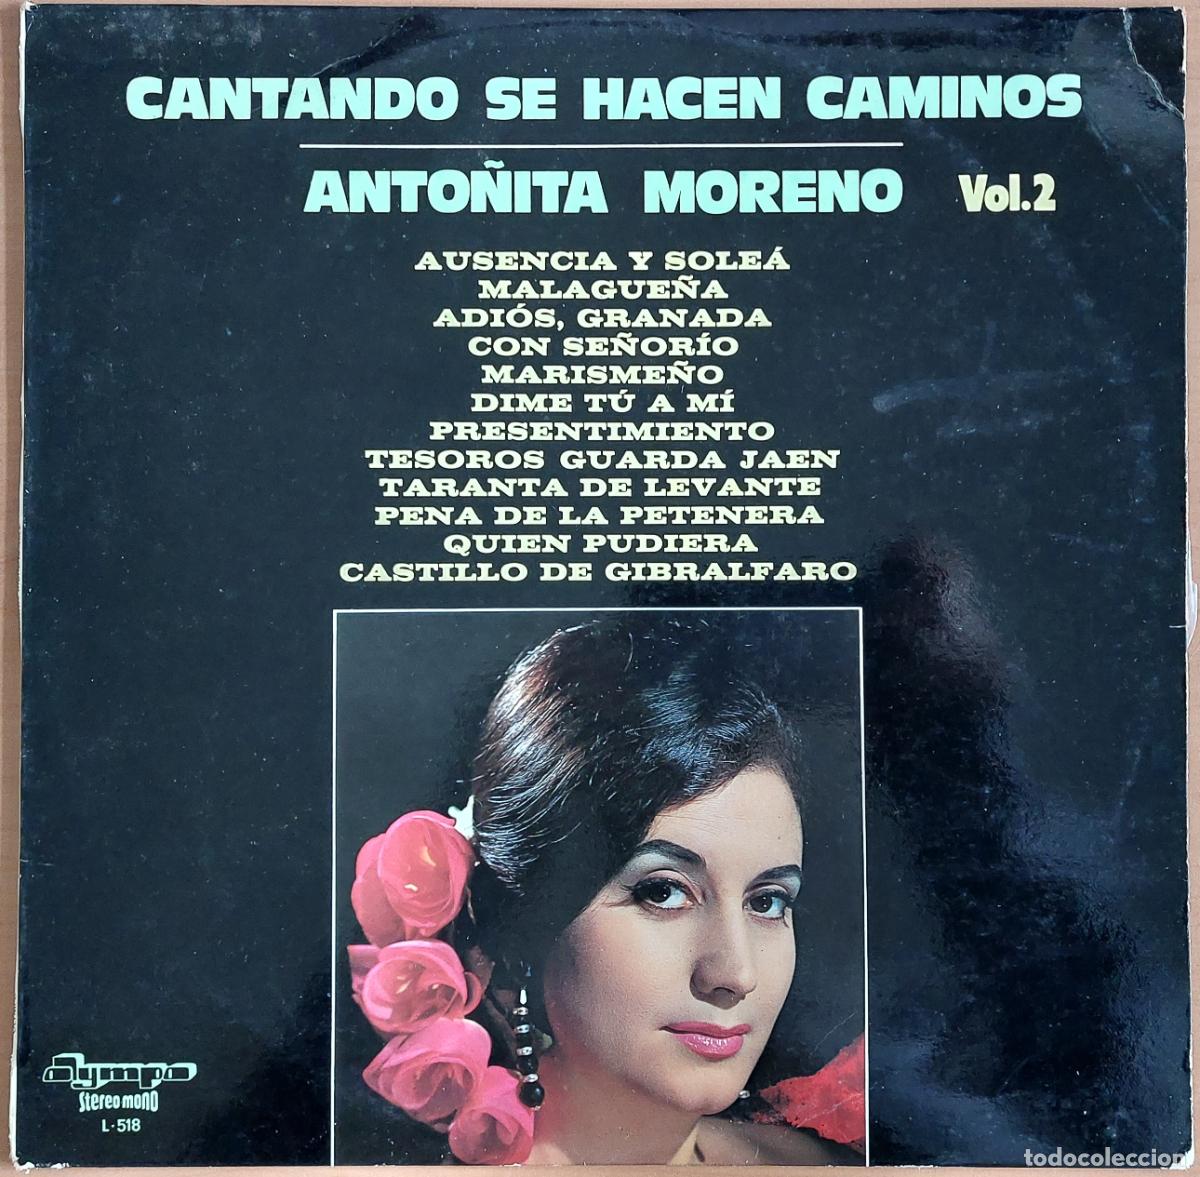 CANTANDO SE HACEN CAMINOS
ANTOÑITA MORENO Vol.2
AUSENCIA Y SOLEÁ
MALAGUEÑA
ADIÓS, GRANADA
CON SEÑORÍO
MARISMEÑO
DIME TÚ A MÍ
PRESENTIMIENTO
TESOROS GUARDA JAEN
TARANTA DE LEVANTE
PENA DE LA PETENERA
QUIEN PUDIERA
CASTILLO DE GIBRALFARO
Olympo
Stereo mono
L-518
todocoleccion